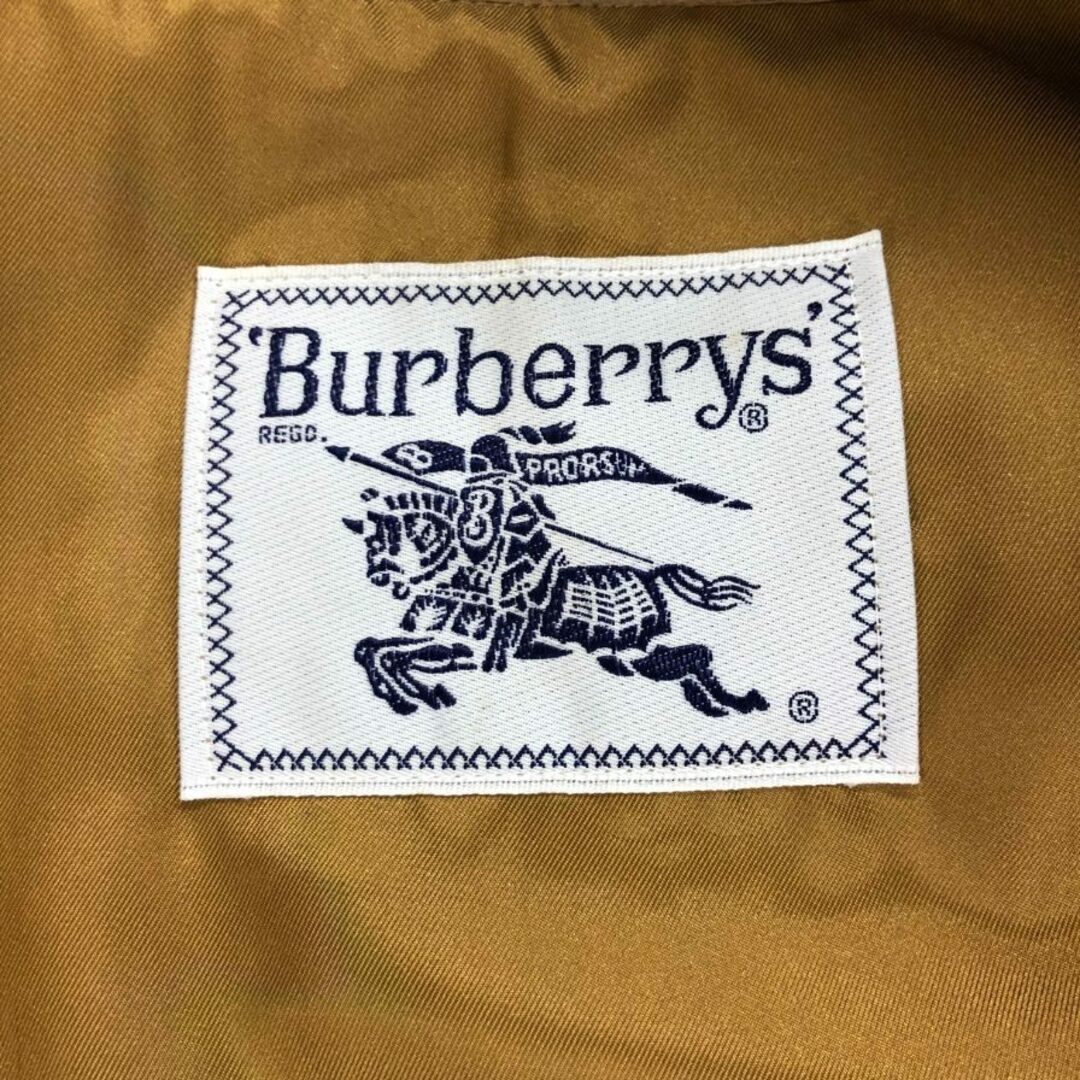 'Burberrys'
®
REGD.
B PRORSUM
B
®